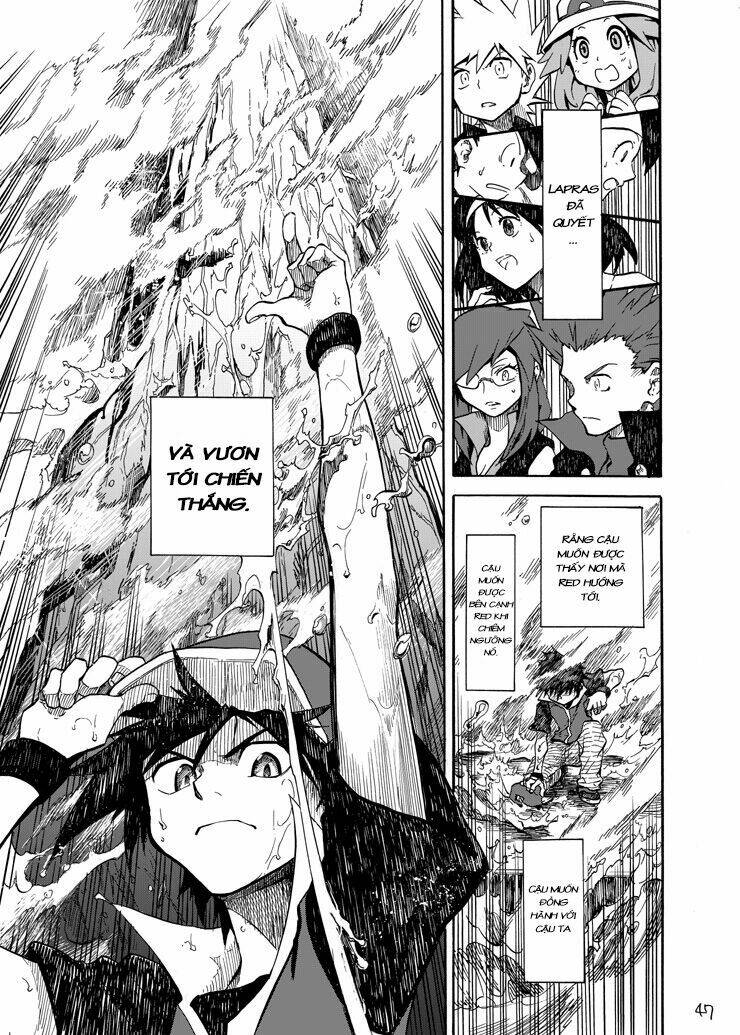 LAPRAS
ĐÃ
QUYẾT
...
RẰNG CẬU
MUỐN ĐƯỢC
THẤY NƠI MÀ
RED HƯỚNG
TỚI.
CẬU
MUỐN ĐƯỢC
BÊN CẠNH
RED KHI
CHIÊM
NGƯỠNG
NÓ.
CẬU MUỐN
ĐỒNG
HÀNH VỚI
CẬU TA
VÀ VƯƠN
TỚI CHIẾN
THẮNG.
47